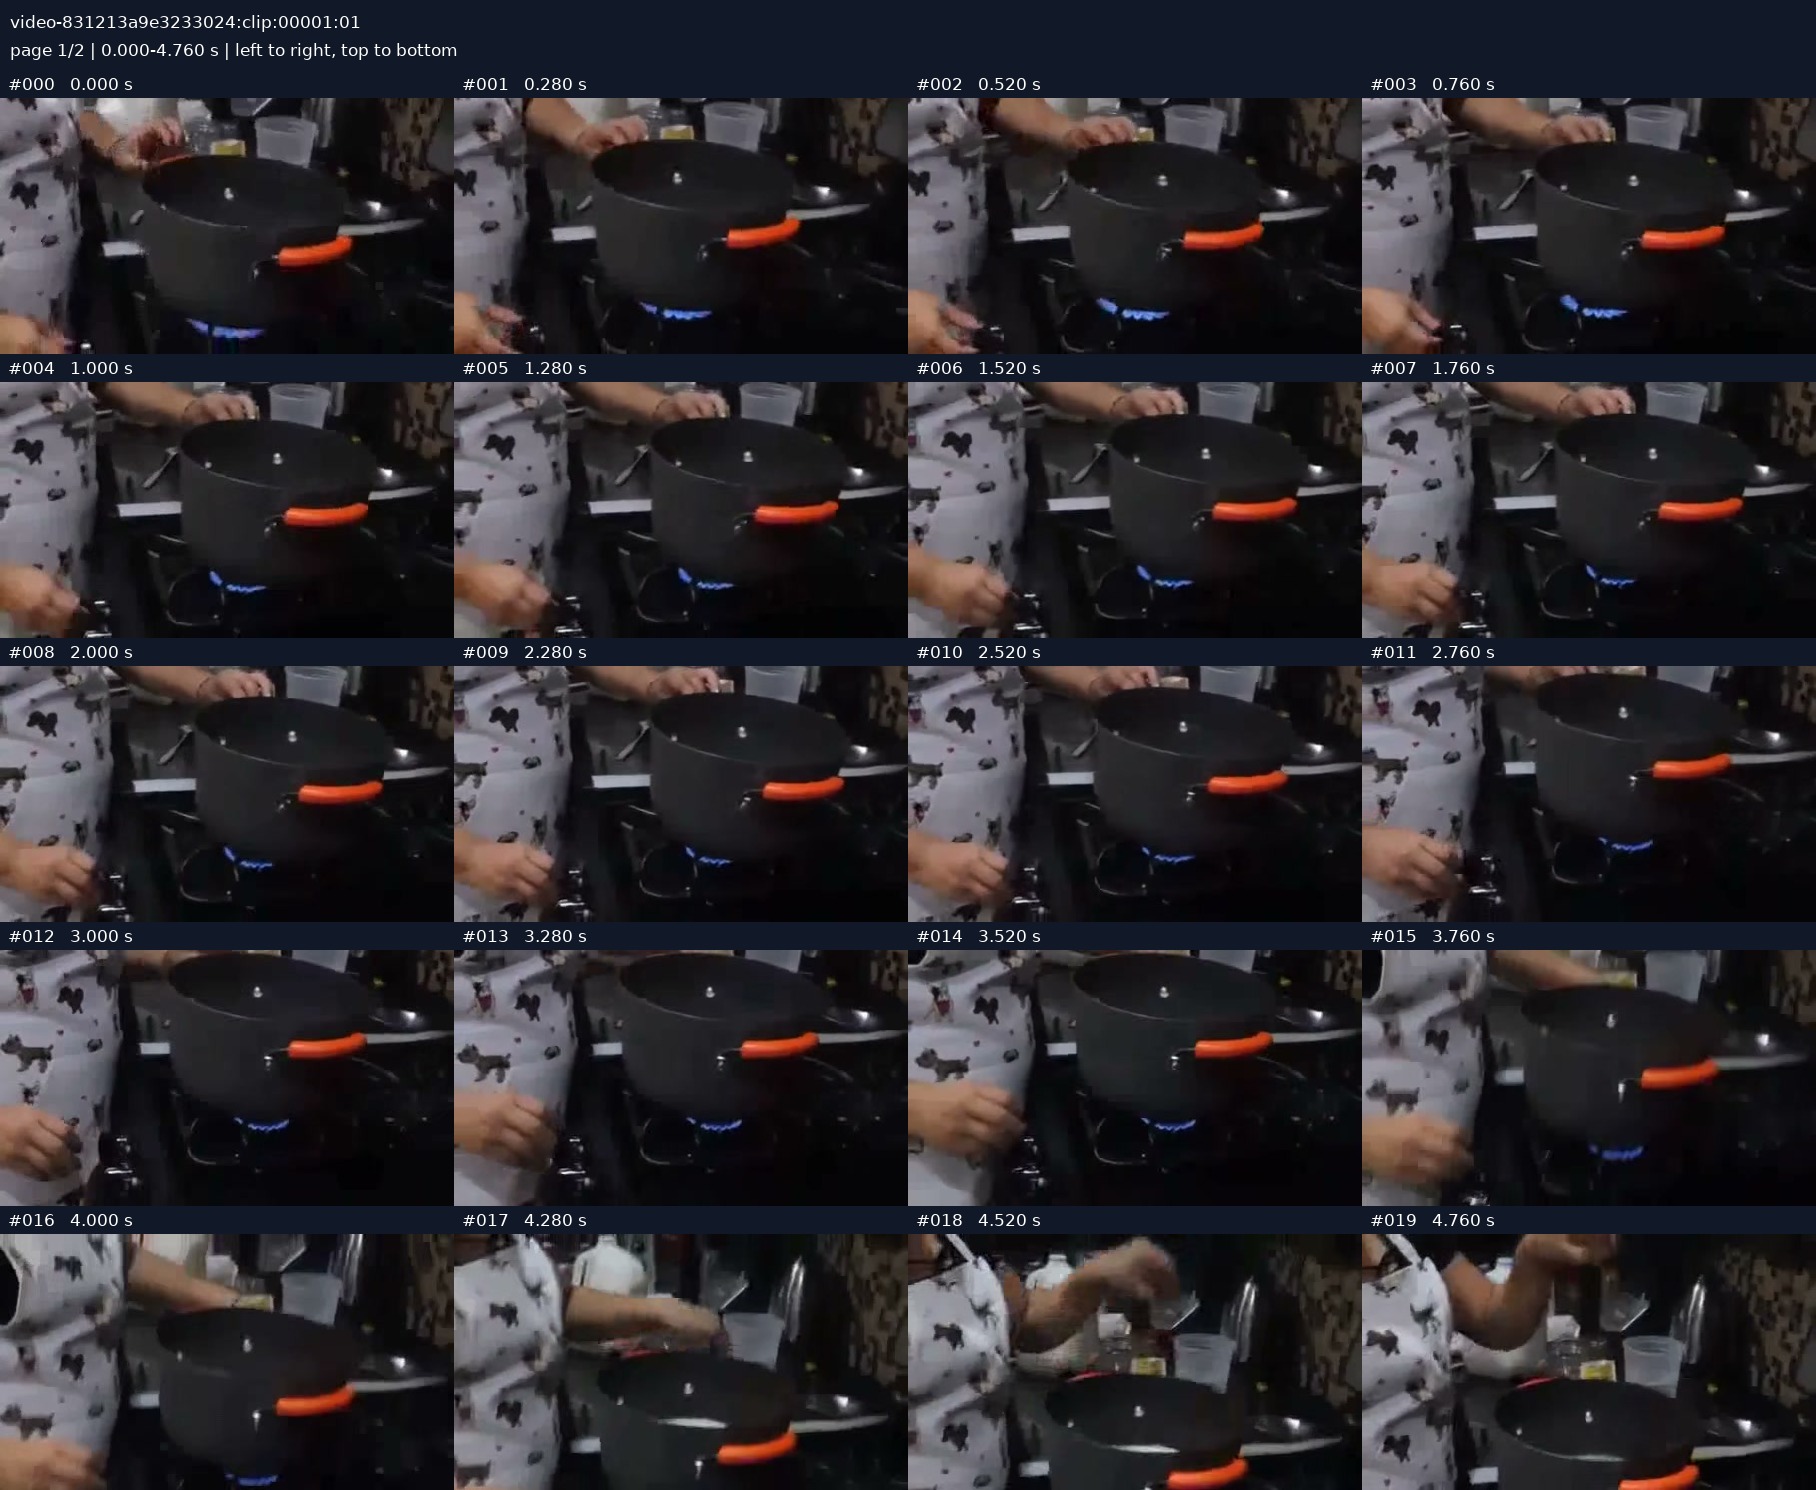 video-831213a9e3233024:clip:00001:01
page 1/2 | 0.000-4.760 s | left to right, top to bottom
#000 0.000 s
#001 0.280 s
#002 0.520 s
#003 0.760 s
#004 1.000 s
#005 1.280 s
#006 1.520 s
#007 1.760 s
#008 2.000 s
#009 2.280 s
#010 2.520 s
#011 2.760 s
#012 3.000 s
#013 3.280 s
#014 3.520 s
#015 3.760 s
#016 4.000 s
#017 4.280 s
#018 4.520 s
#019 4.760 s